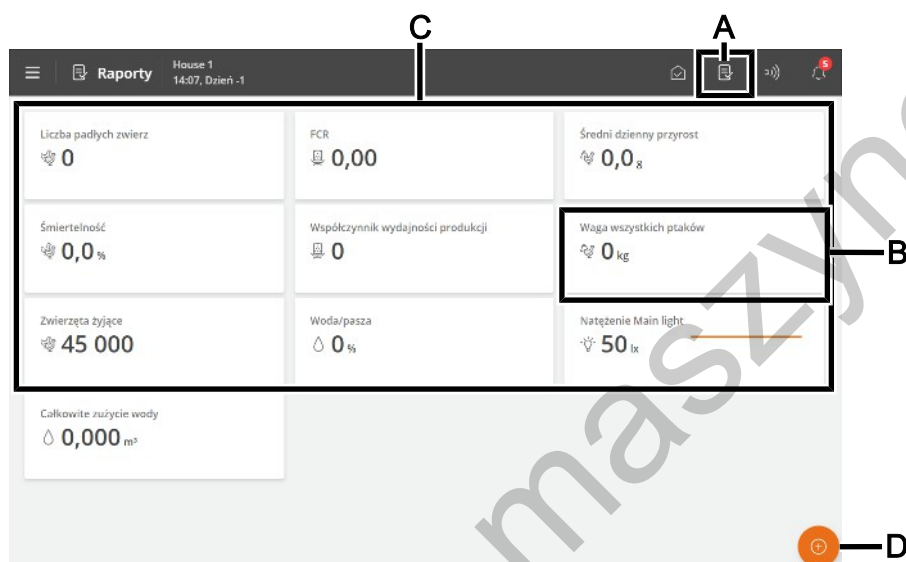 C
A
Raporty
House 1
14:07, Dzień -1
5
Liczba padłych zwierz
0
FCR
0,00
Średni dzienny przyrost
0,0 g
Śmiertelność
0,0 %
Współczynnik wydajności produkcji
0
Waga wszystkich ptaków
0 kg
B
Zwierzęta żyjące
45 000
Woda/pasza
0 %
Natężenie Main light
50 lx
Całkowite zużycie wody
0,000 m³
D
maszyno